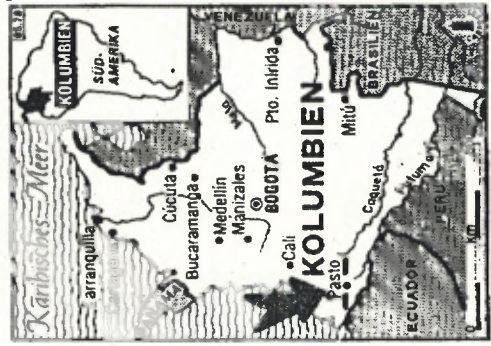 Karibisches Meer
arranquilla
VENEZUELA
KOLUMBIEN
SÜD-
AMERIKA
Cúcuta
Bucaramanga
Medellín
Manizales
BOGOTÁ
Pto. Inírida
Cali
KOLUMBIEN
Mitú
BRASILIEN
Pasto
Caquetá
ECUADOR
PERU
0
km